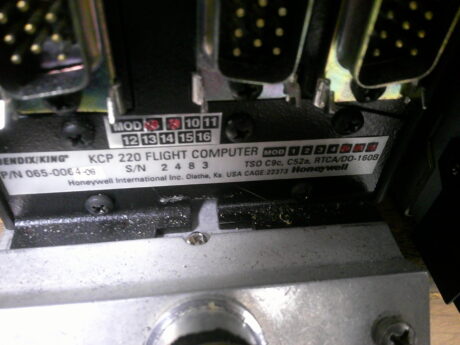 MOD 10 11
12 13 14 15 16
BENDIX/KING® KCP 220 FLIGHT COMPUTER MOD 1 2 3 4
P/N 065-0064-06 S/N 2483 TSO C9c, C52a, RTCA/DO-160B
Honeywell International Inc. Olathe, Ks USA CAGE 22373 Honeywell